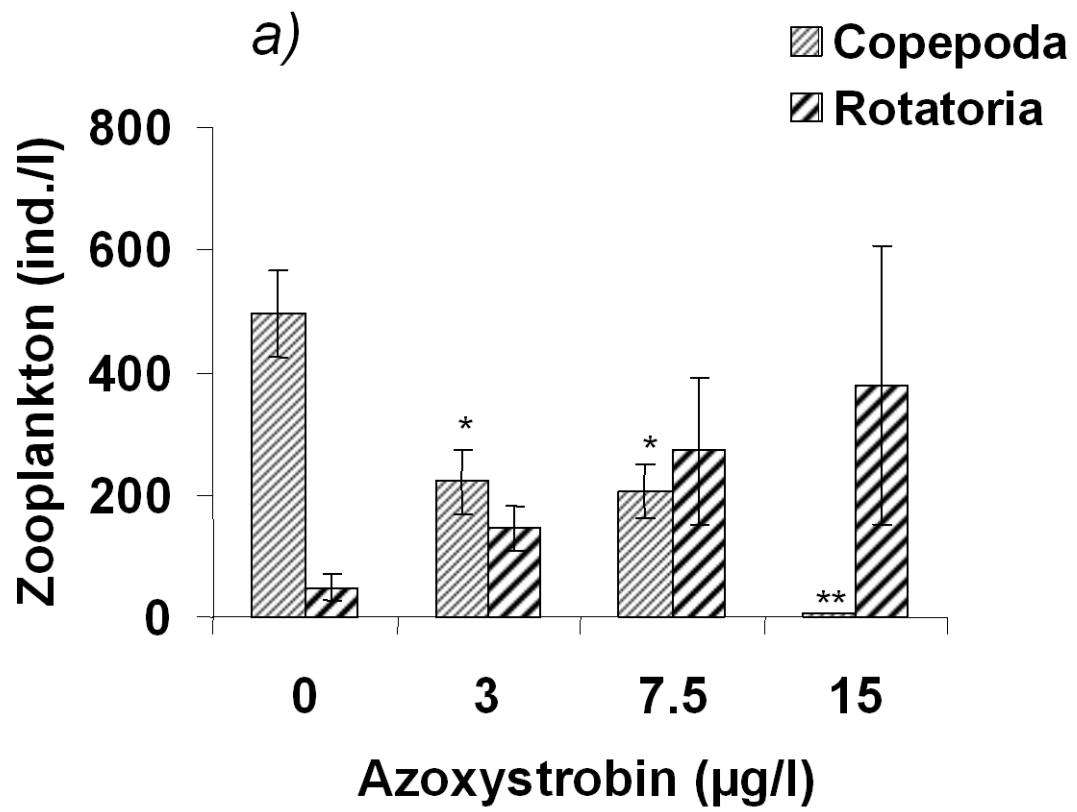 a)
Copepoda
Rotatoria
Zooplankton (ind./l)
800
600
400
200
0
*
*
**
0 3 7.5 15
Azoxystrobin (µg/l)